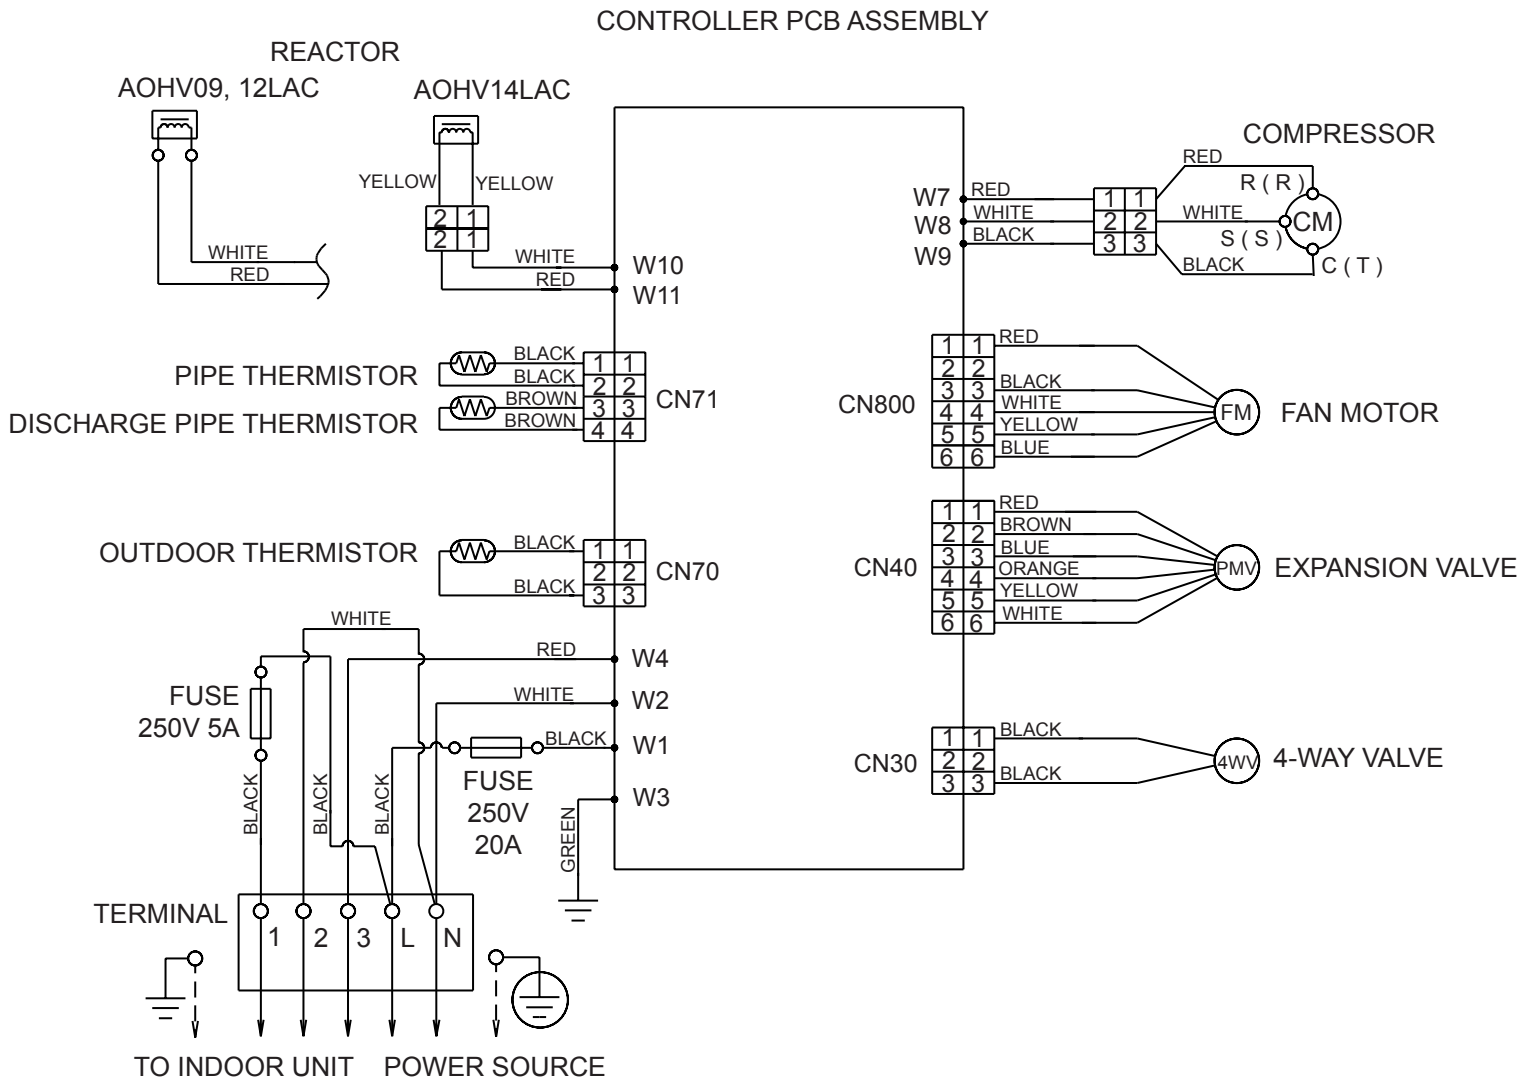 CONTROLLER PCB ASSEMBLY
REACTOR
AOHV09, 12LAC
AOHV14LAC
YELLOW
YELLOW
2 1
2 1
WHITE
RED
WHITE
RED
W10
W11
COMPRESSOR
W7
W8
W9
RED
WHITE
BLACK
1 1
2 2
3 3
RED
WHITE
BLACK
R ( R )
S ( S )
C ( T )
CM
PIPE THERMISTOR
DISCHARGE PIPE THERMISTOR
BLACK
BLACK
BROWN
BROWN
1 1
2 2
3 3
4 4
CN71
CN800
1 1
2 2
3 3
4 4
5 5
6 6
RED
BLACK
WHITE
YELLOW
BLUE
FM
FAN MOTOR
OUTDOOR THERMISTOR
BLACK
BLACK
1 1
2 2
3 3
CN70
CN40
1 1
2 2
3 3
4 4
5 5
6 6
RED
BROWN
BLUE
ORANGE
YELLOW
WHITE
PMV
EXPANSION VALVE
WHITE
RED
W4
WHITE
W2
BLACK
W1
W3
FUSE
250V 5A
FUSE
250V
20A
BLACK
BLACK
BLACK
GREEN
CN30
1 1
2 2
3 3
BLACK
BLACK
4WV
4-WAY VALVE
TERMINAL
1 2 3 L N
TO INDOOR UNIT
POWER SOURCE